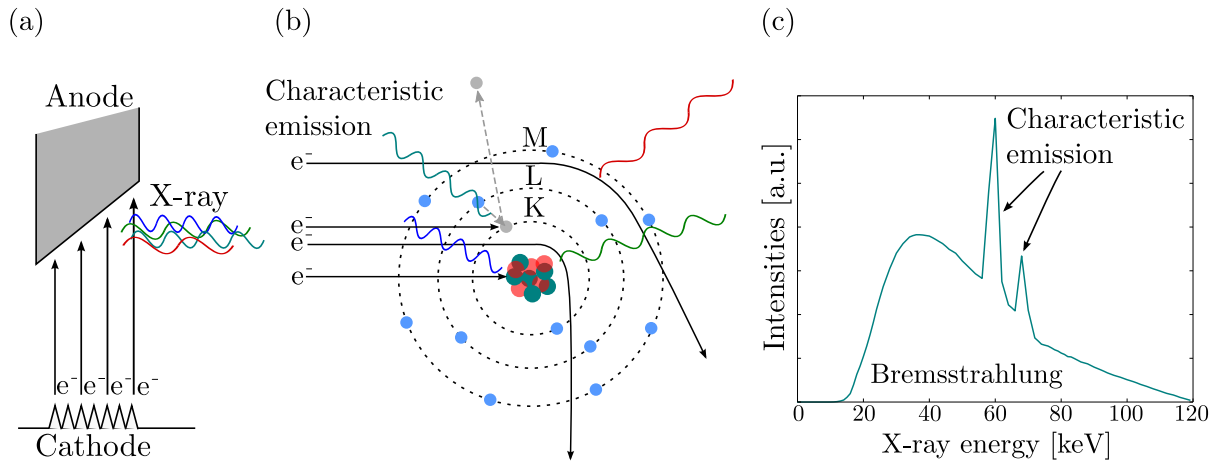 (a)
Anode
X-ray
e⁻ e⁻ e⁻ e⁻
Cathode
(b)
Characteristic
emission
M
L
K
e⁻
e⁻
e⁻
e⁻
(c)
Intensities [a.u.]
Characteristic
emission
Bremsstrahlung
0 20 40 60 80 100 120
X-ray energy [keV]